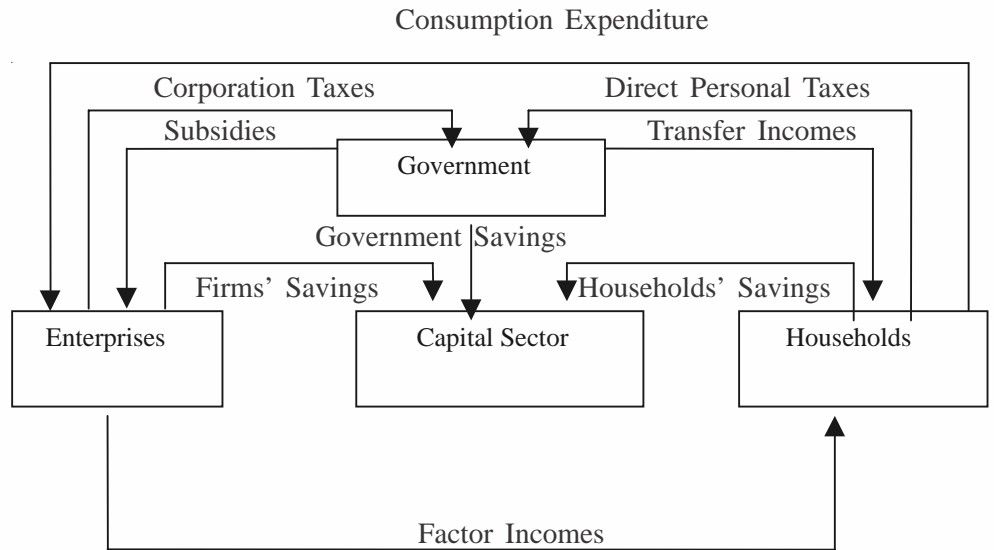 Consumption Expenditure
Corporation Taxes
Direct Personal Taxes
Subsidies
Transfer Incomes
Government
Government Savings
Firms’ Savings
Households’ Savings
Enterprises
Capital Sector
Households
Factor Incomes